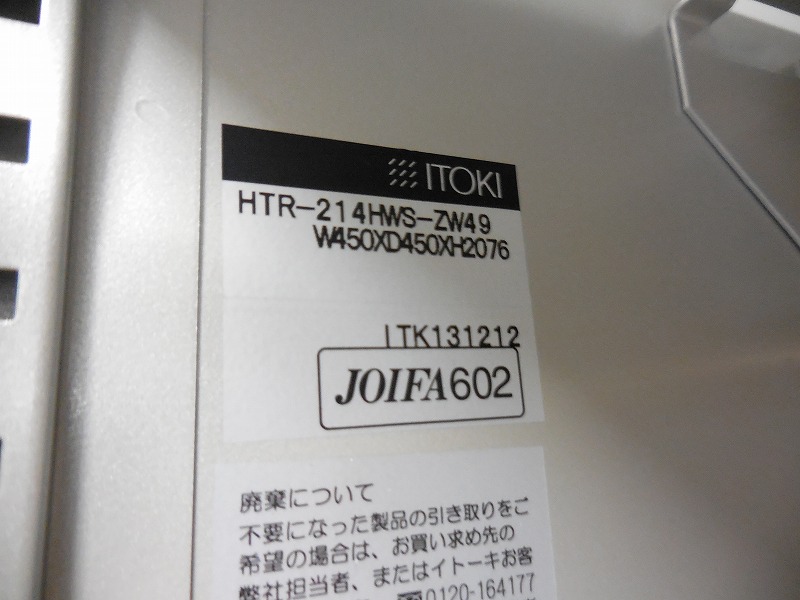 ITOKI
HTR-214HWS-ZW49
W450XD450XH2076
ITK131212
JOIFA602
廃棄について
不要になった製品の引き取りをご
希望の場合は、お買い求め先の
弊社担当者、またはイトーキお客
☎0120-164177